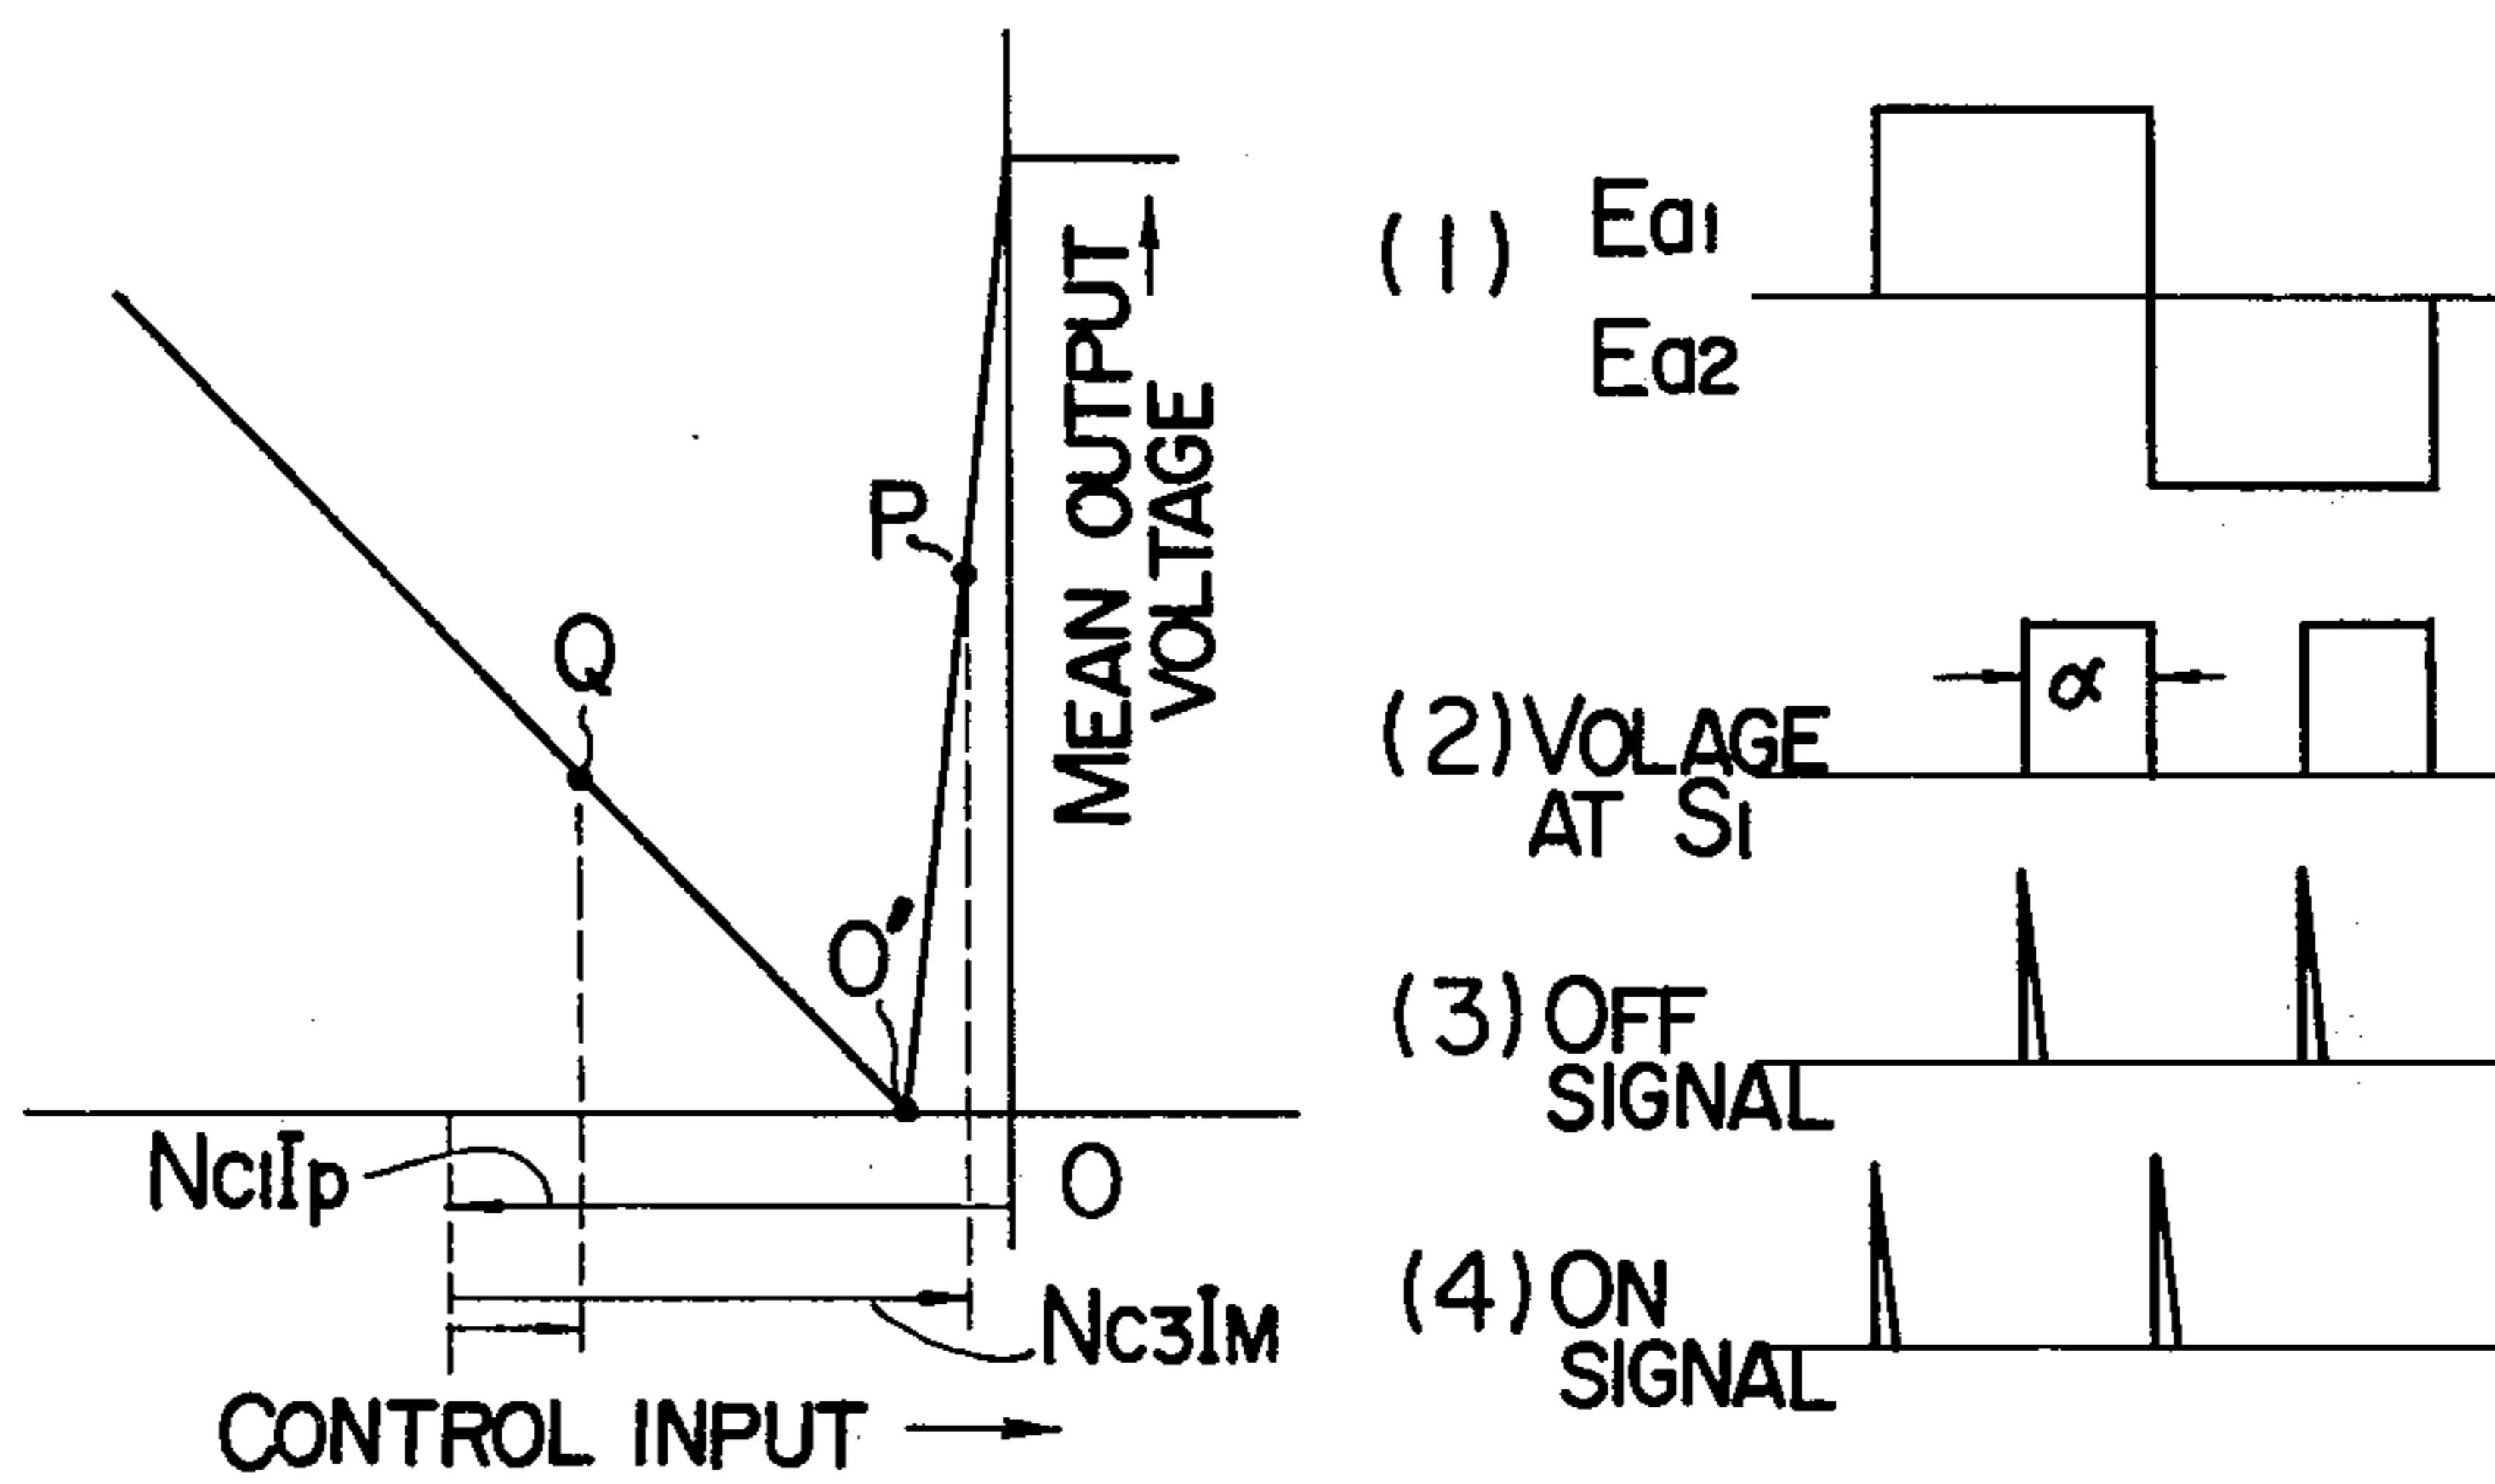 MEAN OUTPUT
VOLTAGE
P
Q
O'
O
Nc1Ip
Nc3IM
CONTROL INPUT
(1) Ea1
Ea2
(2) VOLAGE
AT S1
α
(3) OFF
SIGNAL
(4) ON
SIGNAL